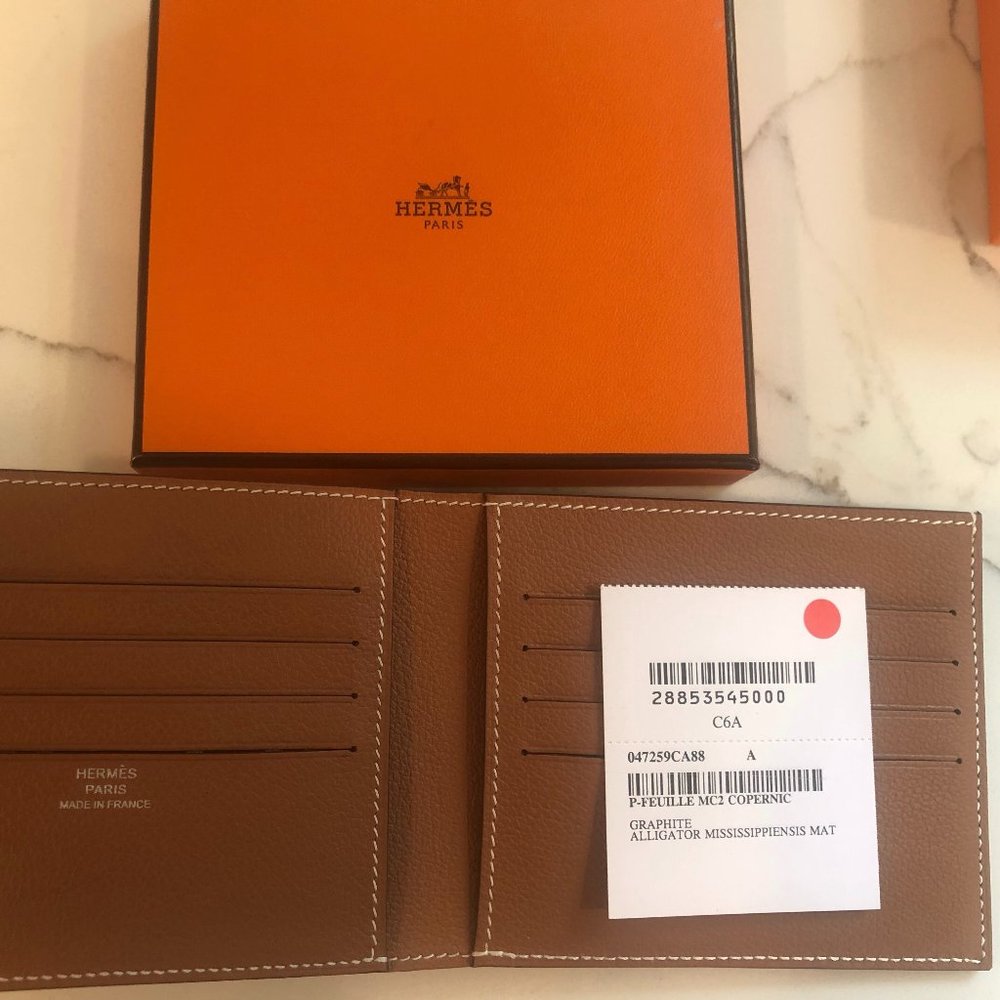 HERMÈS
PARIS
HERMÈS
PARIS
MADE IN FRANCE
28853545000
C6A
047259CA88 A
P-FEUILLE MC2 COPERNIC
GRAPHITE
ALLIGATOR MISSISSIPPIENSIS MAT